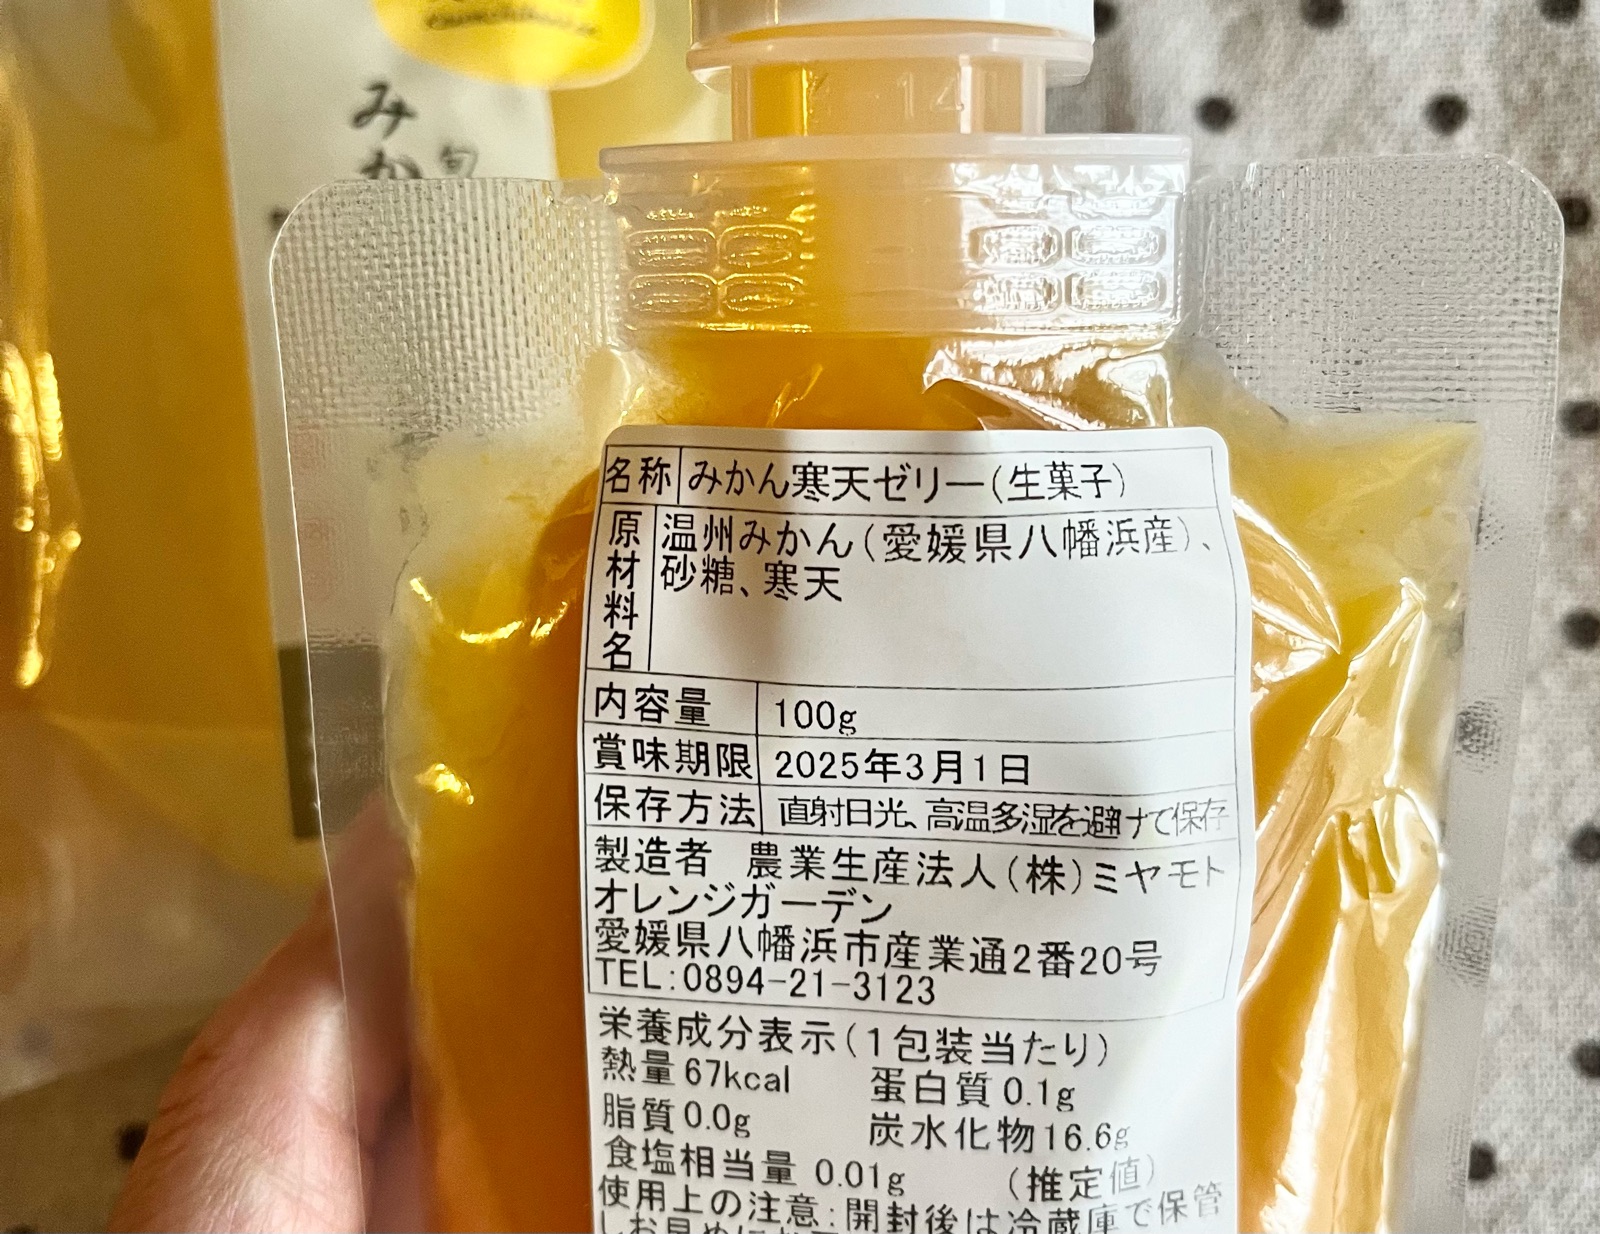 みか
旬
14
名称 みかん寒天ゼリー(生菓子)
原材料名 温州みかん(愛媛県八幡浜産)、
砂糖、寒天
内容量 100g
賞味期限 2025年3月1日
保存方法 直射日光、高温多湿を避けて保存
製造者 農業生産法人(株)ミヤモト
オレンジガーデン
愛媛県八幡浜市産業通2番20号
TEL:0894-21-3123
栄養成分表示(1包装当たり)
熱量67kcal 蛋白質0.1g
脂質0.0g 炭水化物16.6g
食塩相当量 0.01g (推定値)
使用上の注意:開封後は冷蔵庫で保管
しお早めに